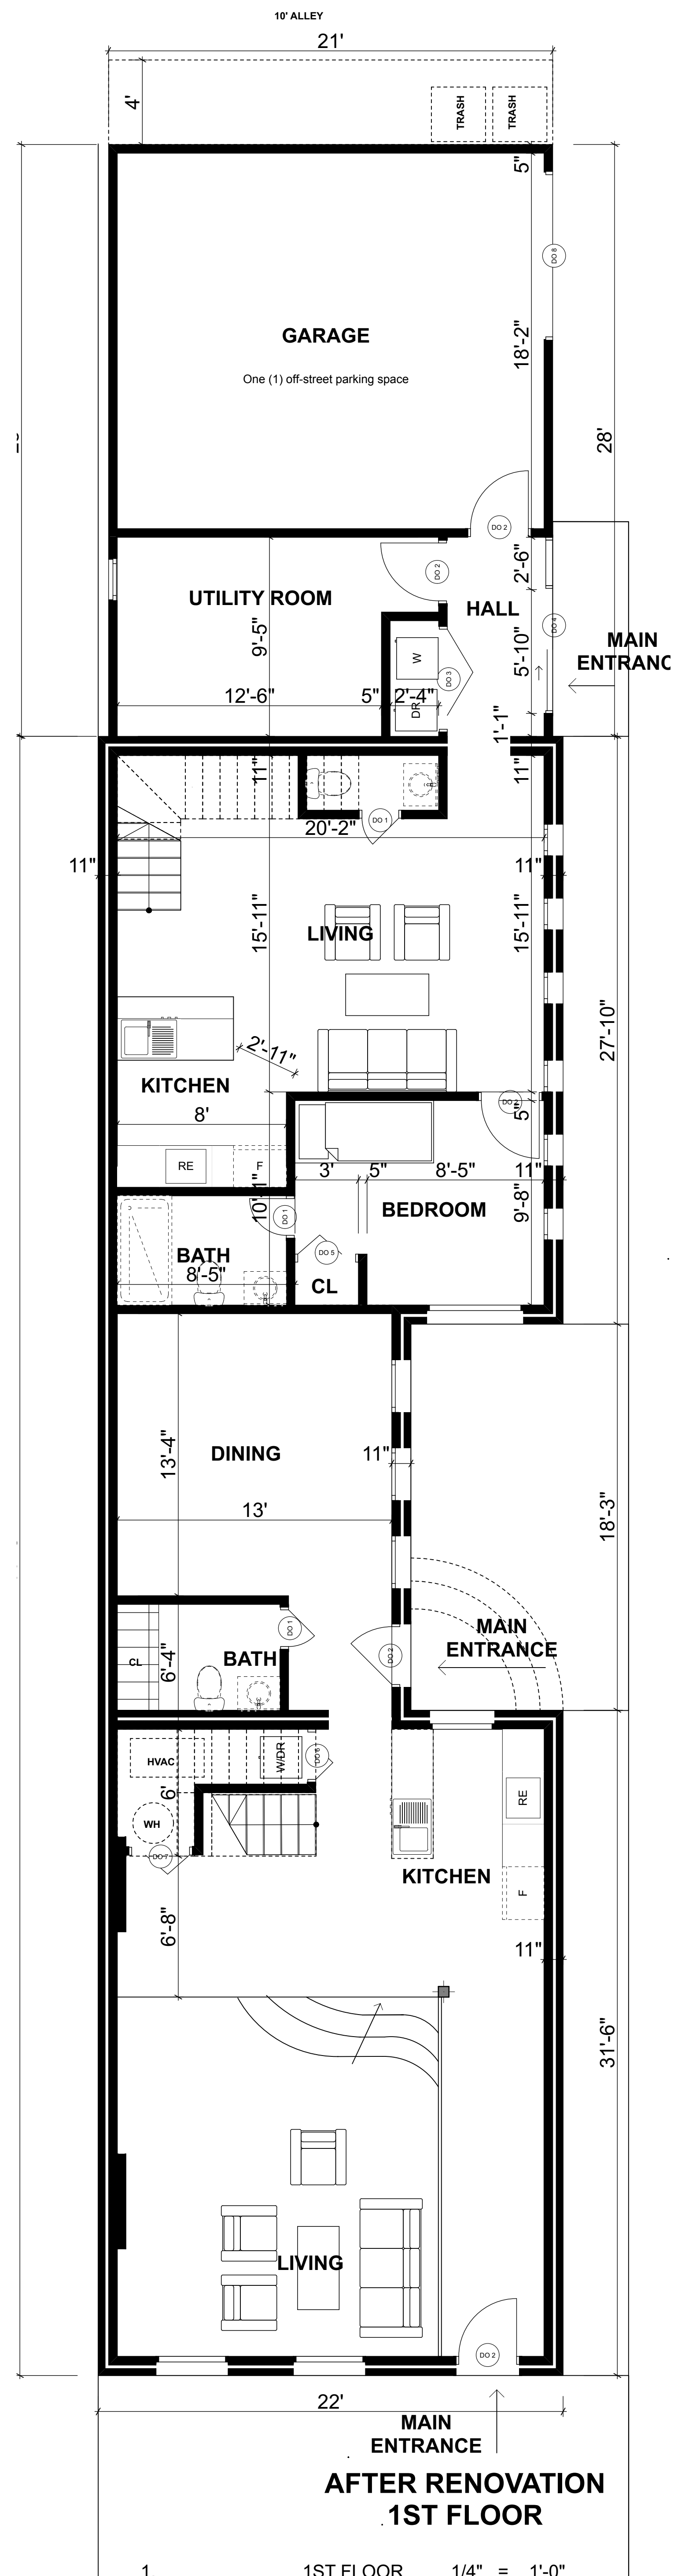 10' ALLEY
21'
4'
TRASH
TRASH
5"
DO 8
GARAGE
18'-2"
One (1) off-street parking space
28'
DO 2
2'-6"
DO 2
UTILITY ROOM
HALL
DO 4
9'-5"
MAIN
ENTRANC
W
5'-10"
DO 3
12'-6"
5"
2'-4"
DR
1'-1"
11"
11"
DO 1
20'-2"
11"
11"
15'-11"
LIVING
15'-11"
27'-10"
2'-11"
KITCHEN
DO 2
5"
8'
RE
F
3'
5"
8'-5"
11"
10'-1"
9'-8"
BEDROOM
DO 1
BATH
DO 5
8'-5"
CL
13'-4"
DINING
11"
13'
18'-3"
DO 1
MAIN
ENTRANCE
CL
6'-4"
BATH
DO 2
HVAC
W/DR
DO 6
6'
RE
WH
DO 7
KITCHEN
F
6'-8"
11"
31'-6"
LIVING
DO 2
22'
MAIN
ENTRANCE
AFTER RENOVATION
1ST FLOOR
1. 1ST FLOOR 1/4" = 1'-0"